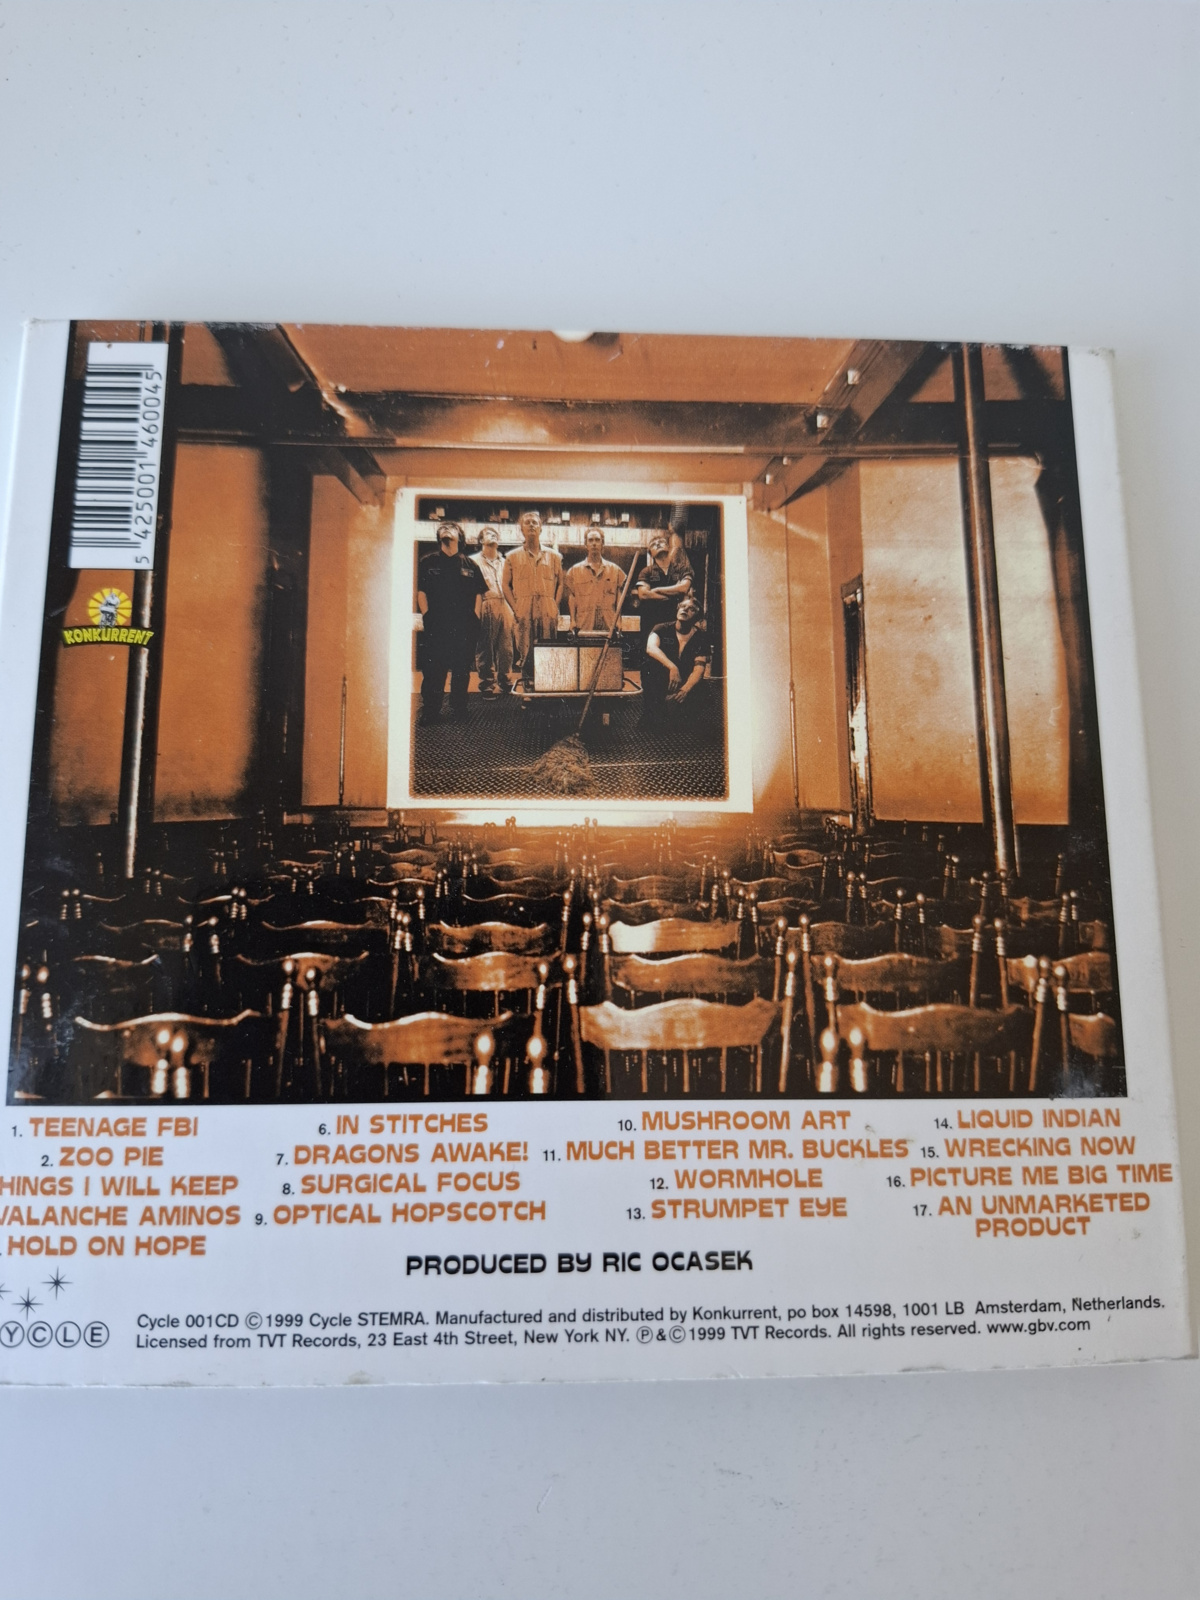 5 425001 460045
KONKURRENT
1. TEENAGE FBI
2. ZOO PIE
HINGS I WILL KEEP
VALANCHE AMINOS
. HOLD ON HOPE
6. IN STITCHES
7. DRAGONS AWAKE!
8. SURGICAL FOCUS
9. OPTICAL HOPSCOTCH
10. MUSHROOM ART
11. MUCH BETTER MR. BUCKLES
12. WORMHOLE
13. STRUMPET EYE
14. LIQUID INDIAN
15. WRECKING NOW
16. PICTURE ME BIG TIME
17. AN UNMARKETED
PRODUCT
PRODUCED BY RIC OCASEK
YCLE
Cycle 001CD ©1999 Cycle STEMRA. Manufactured and distributed by Konkurrent, po box 14598, 1001 LB Amsterdam, Netherlands.
Licensed from TVT Records, 23 East 4th Street, New York NY. ℗&©1999 TVT Records. All rights reserved. www.gbv.com